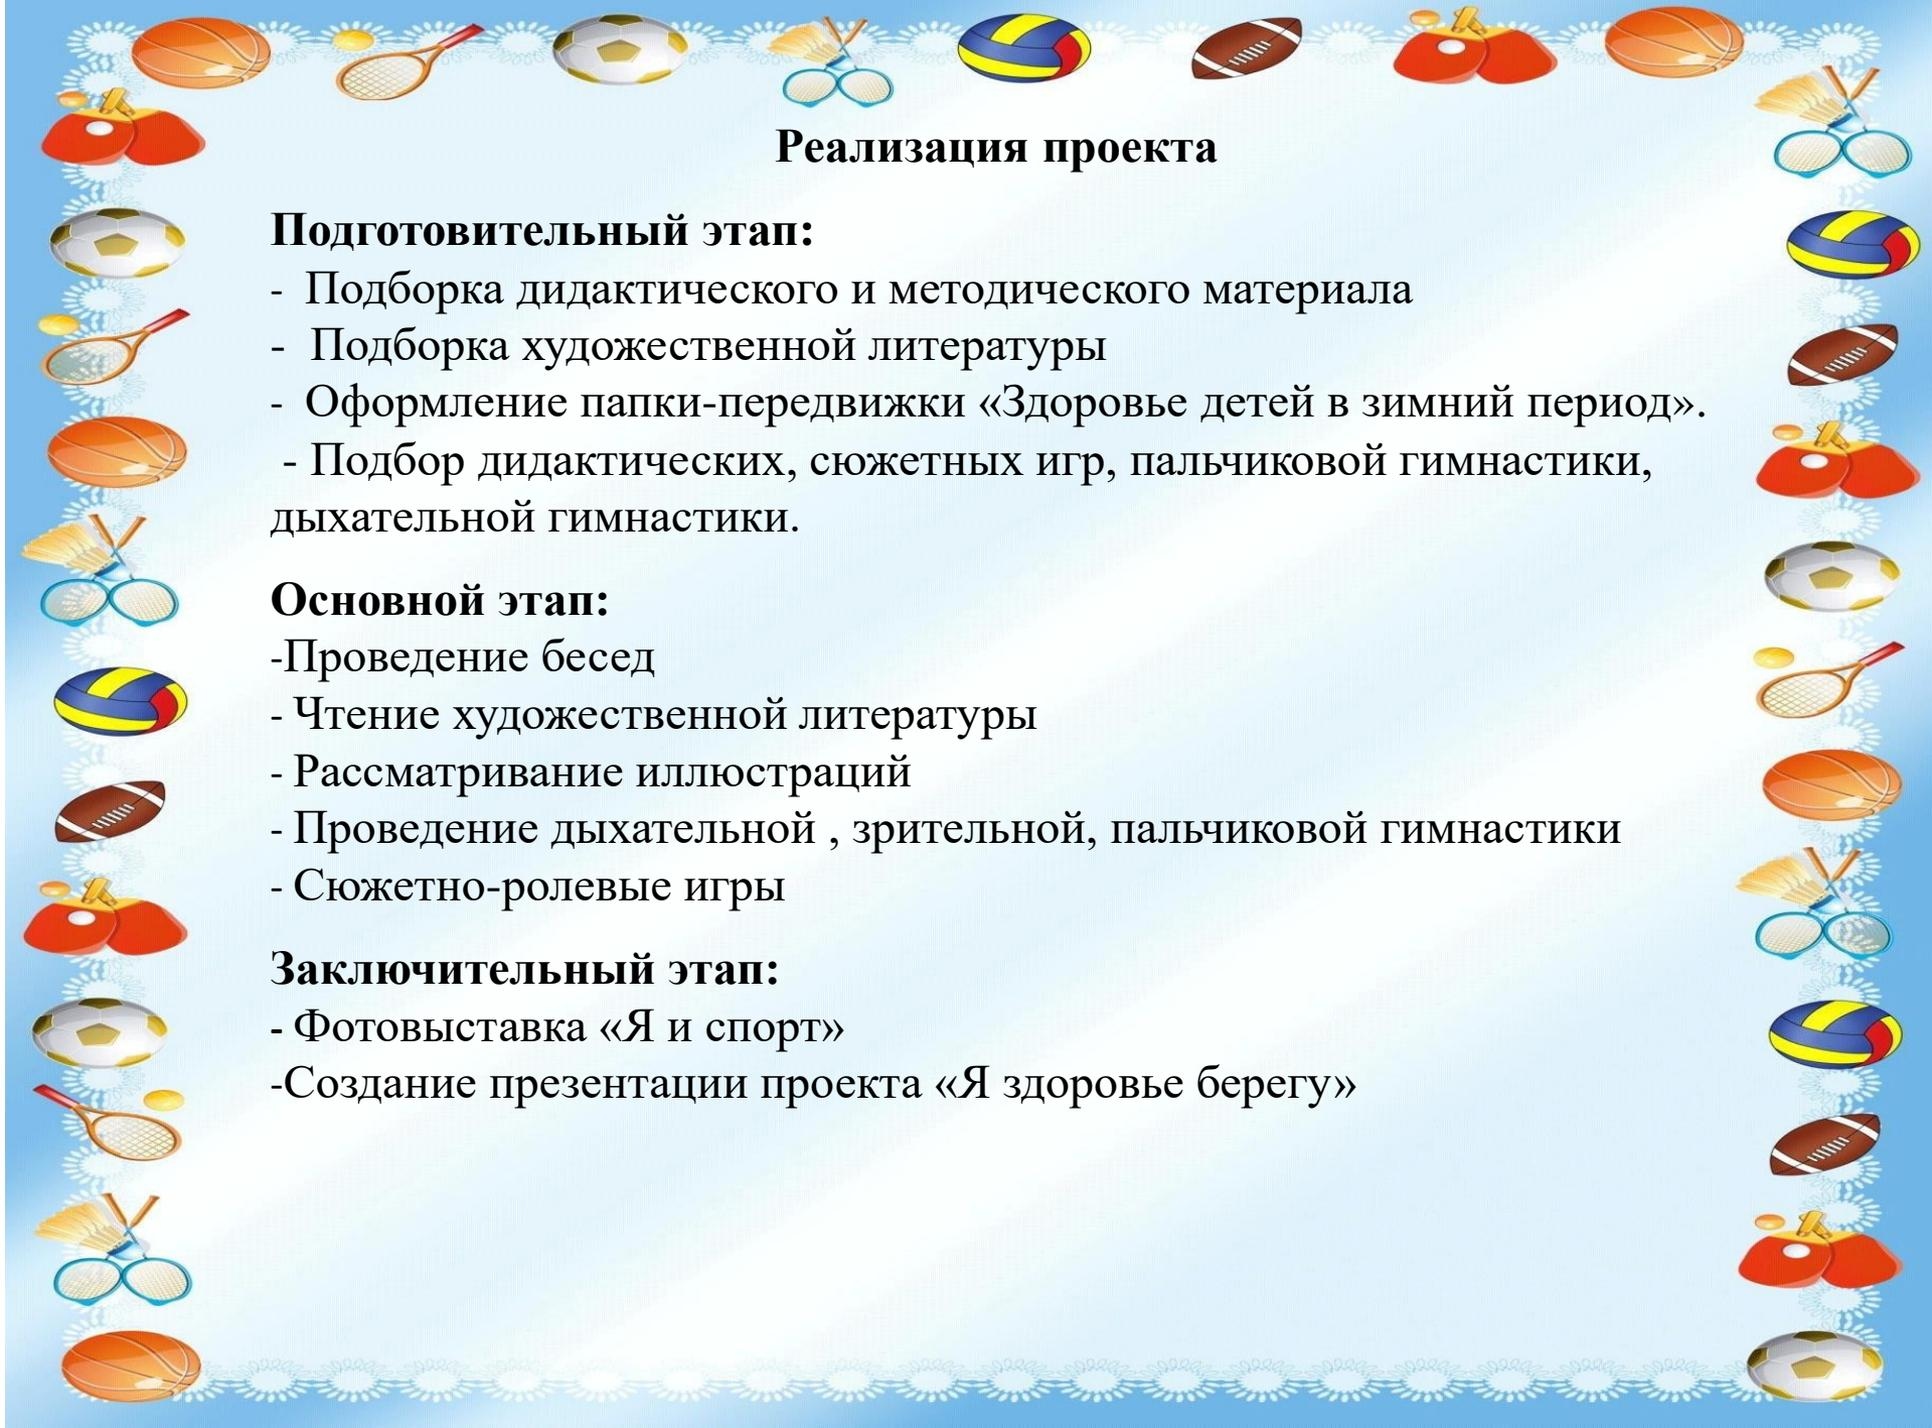 Реализация проекта
Подготовительный этап:
- Подборка дидактического и методического материала
- Подборка художественной литературы
- Оформление папки-передвижки «Здоровье детей в зимний период».
- Подбор дидактических, сюжетных игр, пальчиковой гимнастики,
дыхательной гимнастики.
Основной этап:
-Проведение бесед
- Чтение художественной литературы
- Рассматривание иллюстраций
- Проведение дыхательной , зрительной, пальчиковой гимнастики
- Сюжетно-ролевые игры
Заключительный этап:
- Фотовыставка «Я и спорт»
-Создание презентации проекта «Я здоровье берегу»